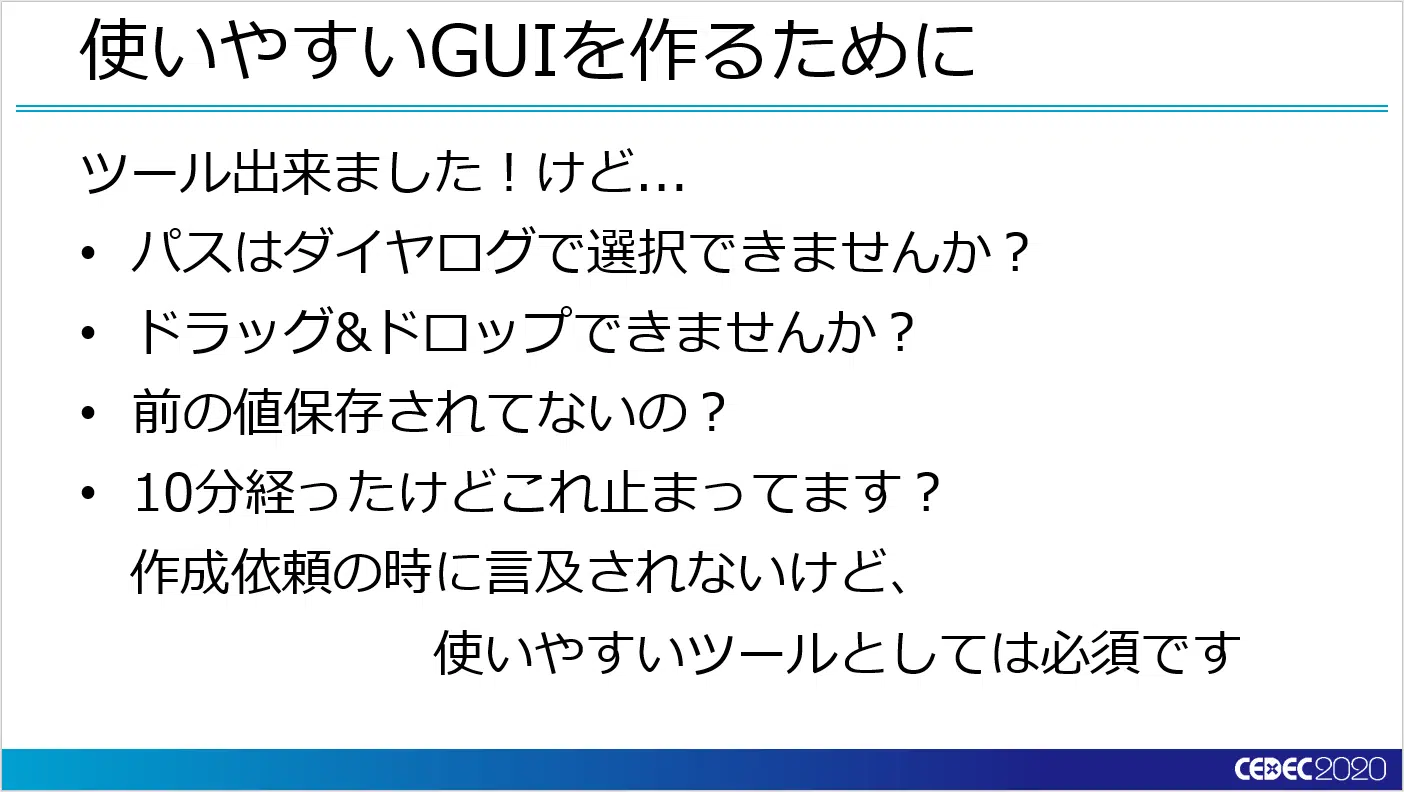 使いやすいGUIを作るために
ツール出来ました！けど…
• パスはダイヤログで選択できませんか？
• ドラッグ&ドロップできませんか？
• 前の値保存されてないの？
• 10分経ったけどこれ止まってます？
作成依頼の時に言及されないけど、
使いやすいツールとしては必須です
CEDEC2020